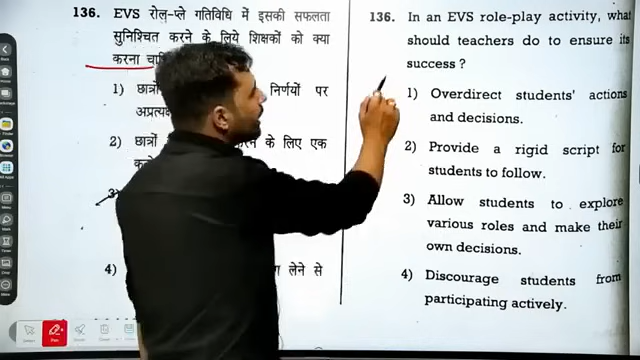 136. EVS रोल-प्ले गतिविधि में इसकी सफलता
सुनिश्चित करने के लिये शिक्षकों को क्या
करना
1) छात्रों निर्णयों पर
2) छात्रों करने के लिए एक
3)
4) लेने से
136. In an EVS role-play activity, what
should teachers do to ensure its
success ?
1) Overdirect students' actions
and decisions.
2) Provide a rigid script for
students to follow.
3) Allow students to explore
various roles and make their
own decisions.
4) Discourage students from
participating actively.